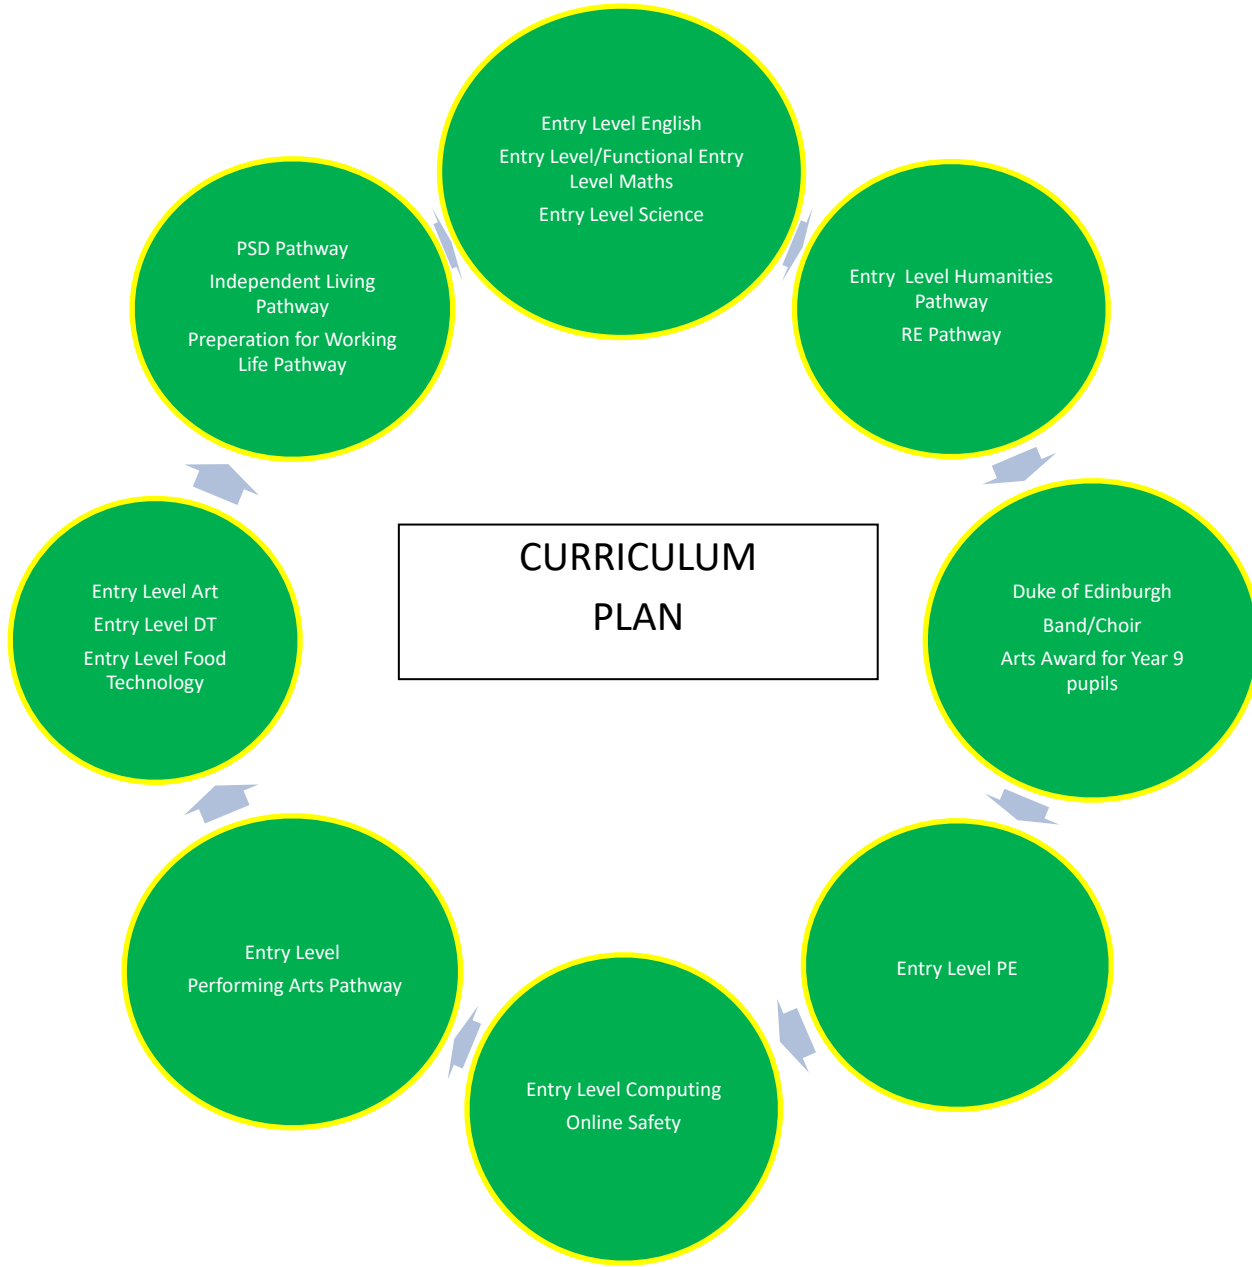 Entry Level English
Entry Level/Functional Entry
Level Maths
Entry Level Science
Entry  Level Humanities
Pathway
RE Pathway
Duke of Edinburgh
Band/Choir
Arts Award for Year 9
pupils
Entry Level PE
Entry Level Computing
Online Safety
Entry Level
Performing Arts Pathway
Entry Level Art
Entry Level DT
Entry Level Food
Technology
PSD Pathway
Independent Living
Pathway
Preparation for Working
Life Pathway
CURRICULUM
PLAN